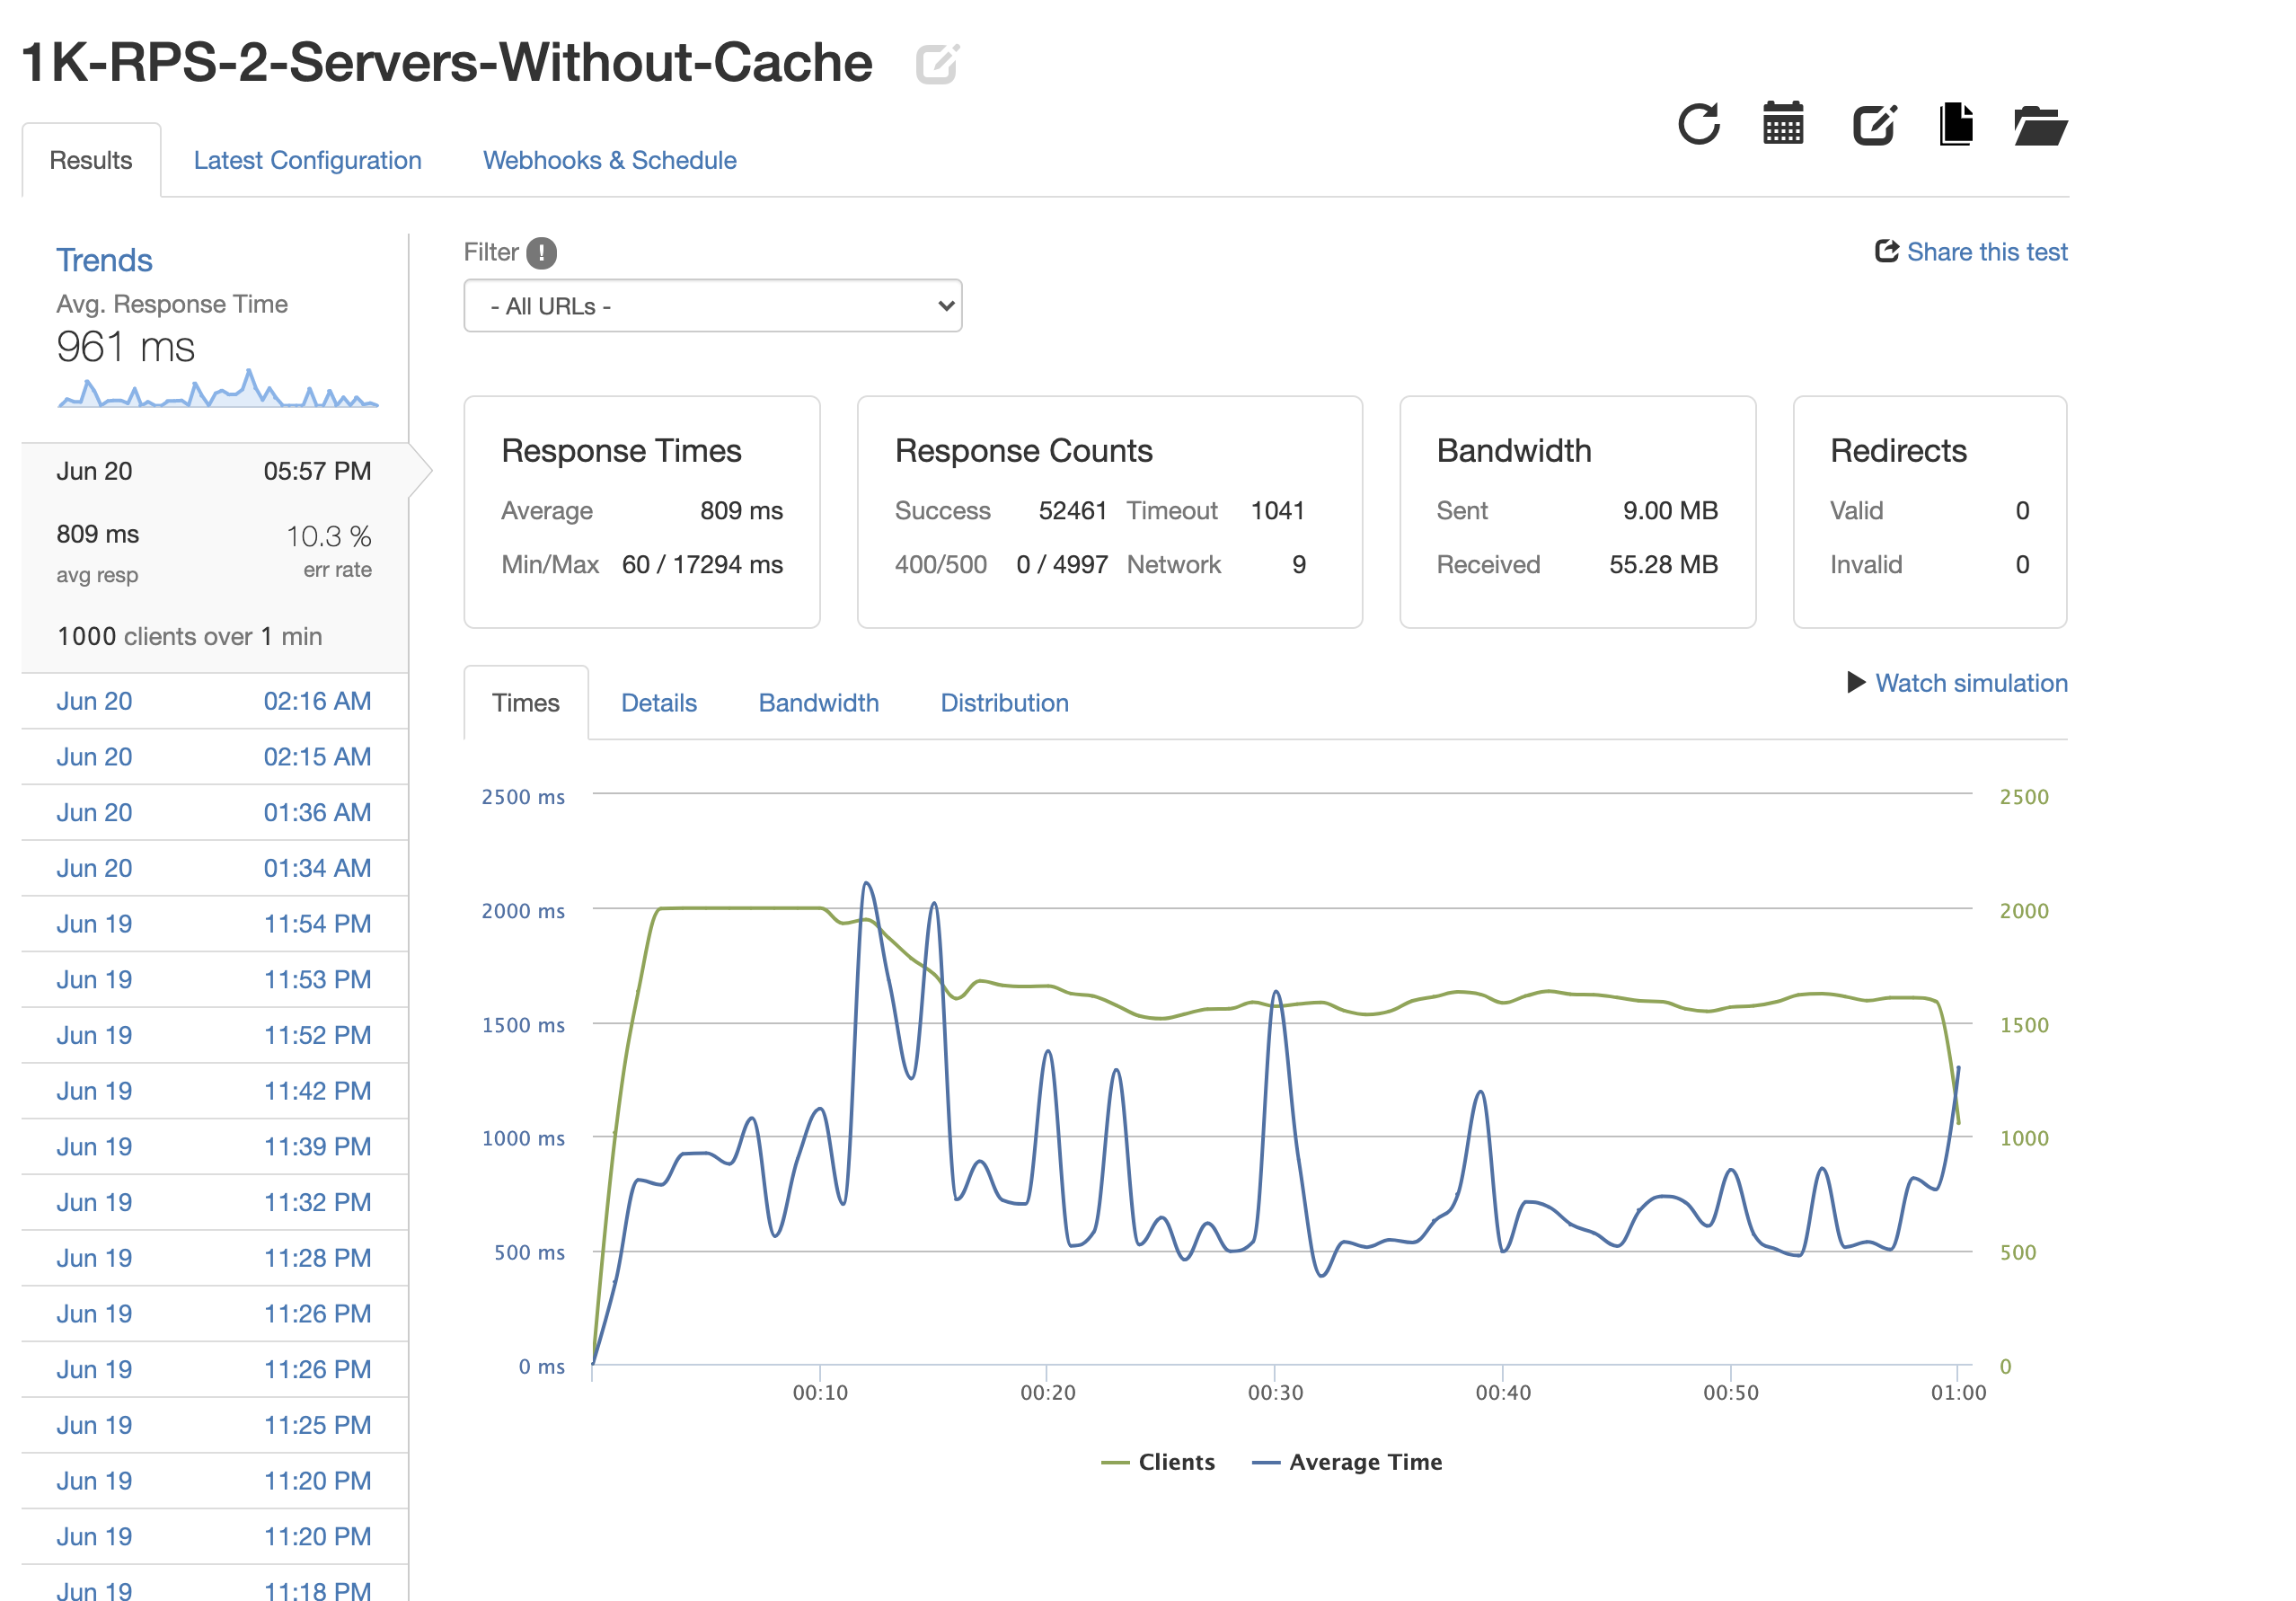 1K-RPS-2-Servers-Without-Cache
Results Latest Configuration Webhooks & Schedule
Trends
Avg. Response Time
961 ms
Jun 20 05:57 PM
809 ms 10.3 %
avg resp err rate
1000 clients over 1 min
Jun 20 02:16 AM
Jun 20 02:15 AM
Jun 20 01:36 AM
Jun 20 01:34 AM
Jun 19 11:54 PM
Jun 19 11:53 PM
Jun 19 11:52 PM
Jun 19 11:42 PM
Jun 19 11:39 PM
Jun 19 11:32 PM
Jun 19 11:28 PM
Jun 19 11:26 PM
Jun 19 11:26 PM
Jun 19 11:25 PM
Jun 19 11:20 PM
Jun 19 11:20 PM
Jun 19 11:18 PM
Filter !
Share this test
- All URLs -
Response Times
Average 809 ms
Min/Max 60 / 17294 ms
Response Counts
Success 52461 Timeout 1041
400/500 0 / 4997 Network 9
Bandwidth
Sent 9.00 MB
Received 55.28 MB
Redirects
Valid 0
Invalid 0
Times Details Bandwidth Distribution
Watch simulation
2500 ms 2500
2000 ms 2000
1500 ms 1500
1000 ms 1000
500 ms 500
0 ms 0
00:10 00:20 00:30 00:40 00:50 01:00
Clients Average Time